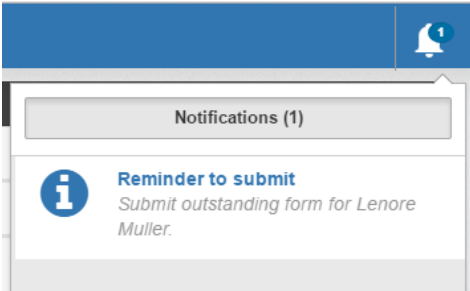 1
Notifications (1)
Reminder to submit
Submit outstanding form for Lenore
Muller.